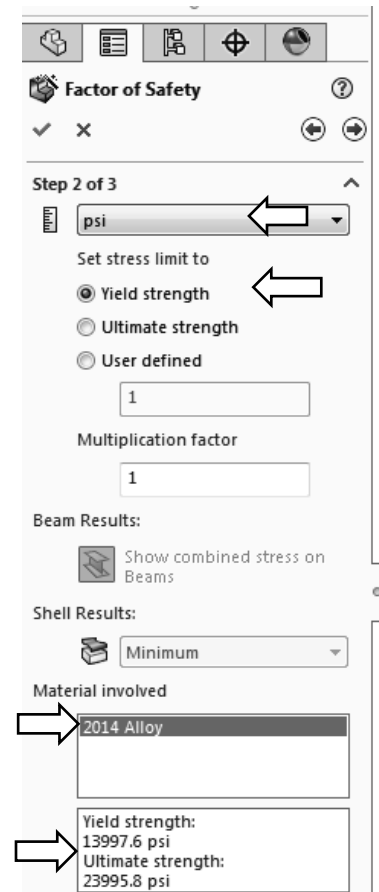 Factor of Safety
Step 2 of 3
psi
Set stress limit to
Yield strength
Ultimate strength
User defined
1
Multiplication factor
1
Beam Results:
Show combined stress on
Beams
Shell Results:
Minimum
Material involved
2014 Alloy
Yield strength:
13997.6 psi
Ultimate strength:
23995.8 psi